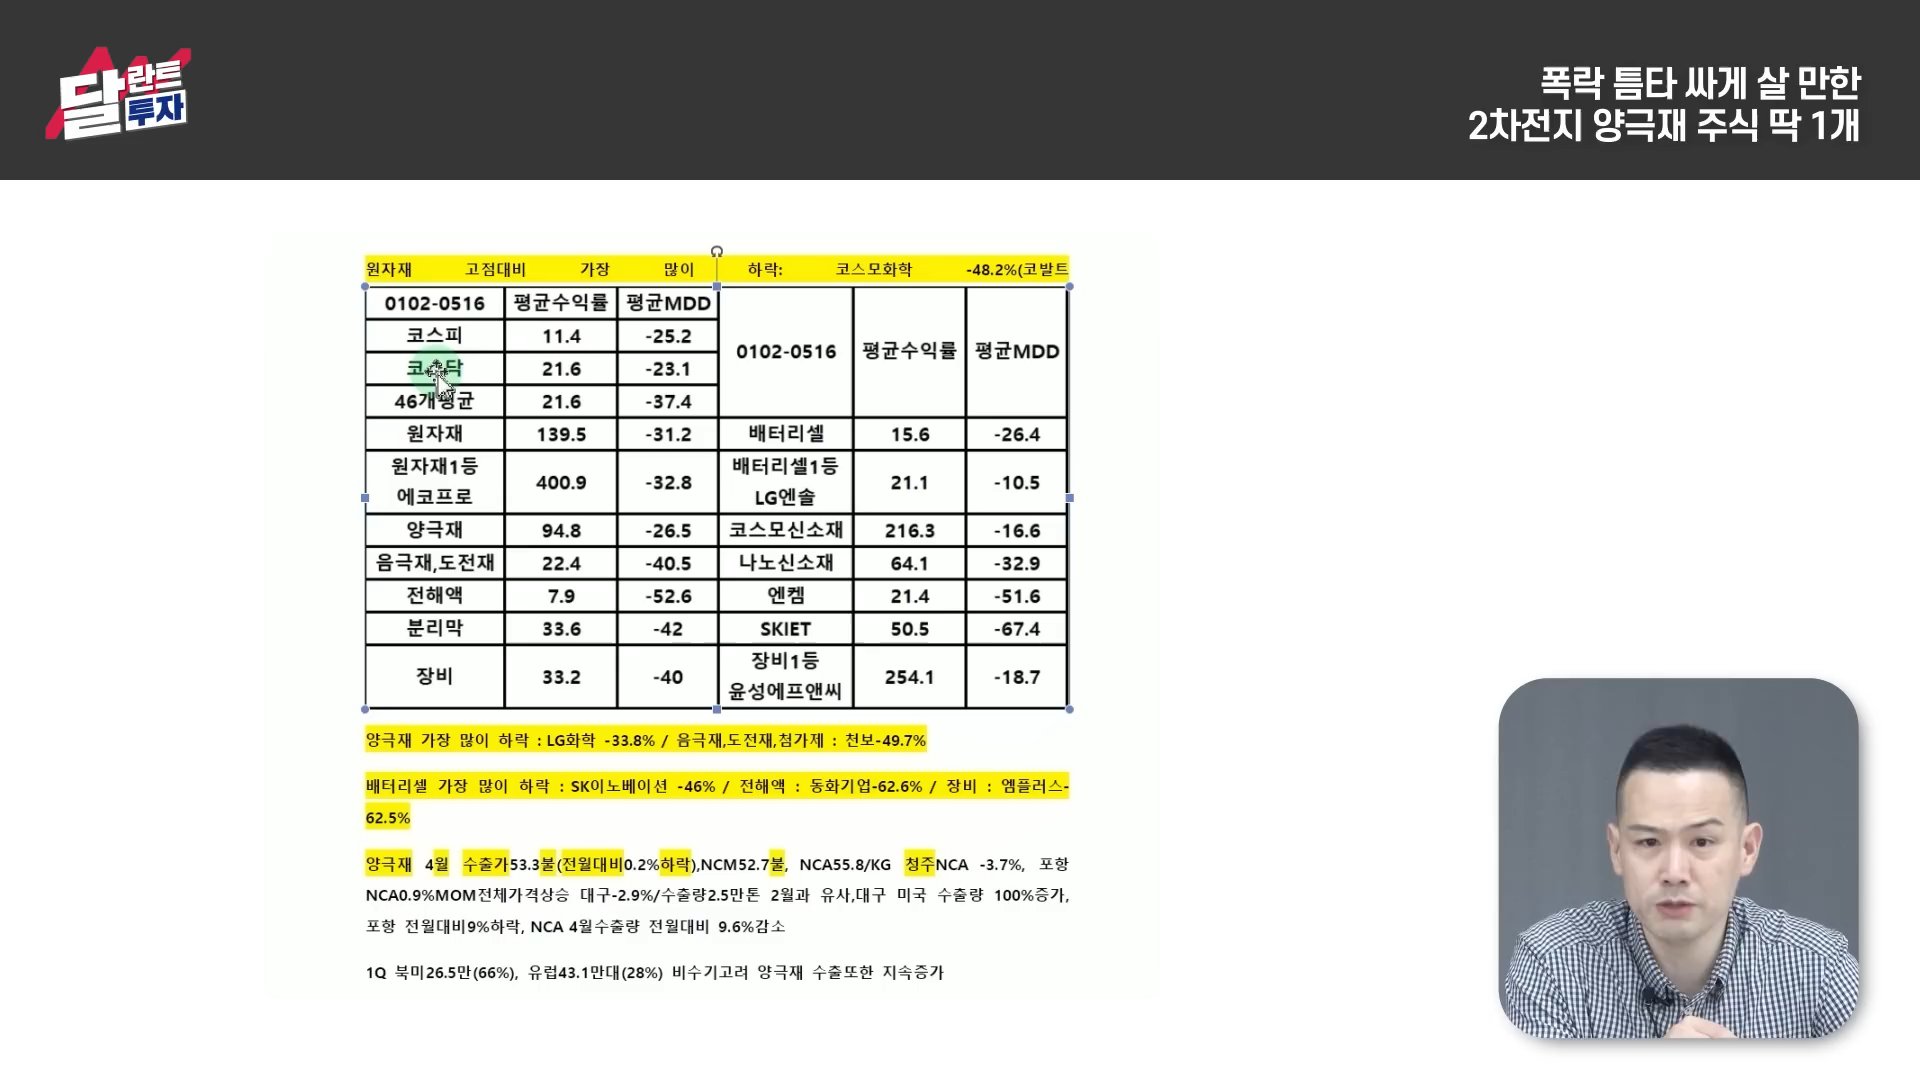 달란트
투자
폭락 틈타 싸게 살 만한
2차전지 양극재 주식 딱 1개
원자재 고점대비 가장 많이 하락: 코스모화학 -48.2%(코발트
0102-0516 평균수익률 평균MDD
코스피 11.4 -25.2
0102-0516 평균수익률 평균MDD
21.6 -23.1
46개평균 21.6 -37.4
원자재 139.5 -31.2 배터리셀 15.6 -26.4
원자재1등 에코프로 400.9 -32.8 배터리셀1등 LG엔솔 21.1 -10.5
양극재 94.8 -26.5 코스모신소재 216.3 -16.6
음극재,도전재 22.4 -40.5 나노신소재 64.1 -32.9
전해액 7.9 -52.6 엔켐 21.4 -51.6
분리막 33.6 -42 SKIET 50.5 -67.4
장비 33.2 -40 장비1등 윤성에프앤씨 254.1 -18.7
양극재 가장 많이 하락 : LG화학 -33.8% / 음극재,도전재,첨가제 : 천보-49.7%
배터리셀 가장 많이 하락 : SK이노베이션 -46% / 전해액 : 동화기업-62.6% / 장비 : 엠플러스-
62.5%
양극재 4월 수출가53.3불(전월대비0.2%하락),NCM52.7불, NCA55.8/KG 청주NCA -3.7%, 포항
NCA0.9%MOM전체가격상승 대구-2.9%/수출량2.5만톤 2월과 유사,대구 미국 수출량 100%증가,
포항 전월대비9%하락, NCA 4월수출량 전월대비 9.6%감소
1Q 북미26.5만(66%), 유럽43.1만대(28%) 비수기고려 양극재 수출또한 지속증가